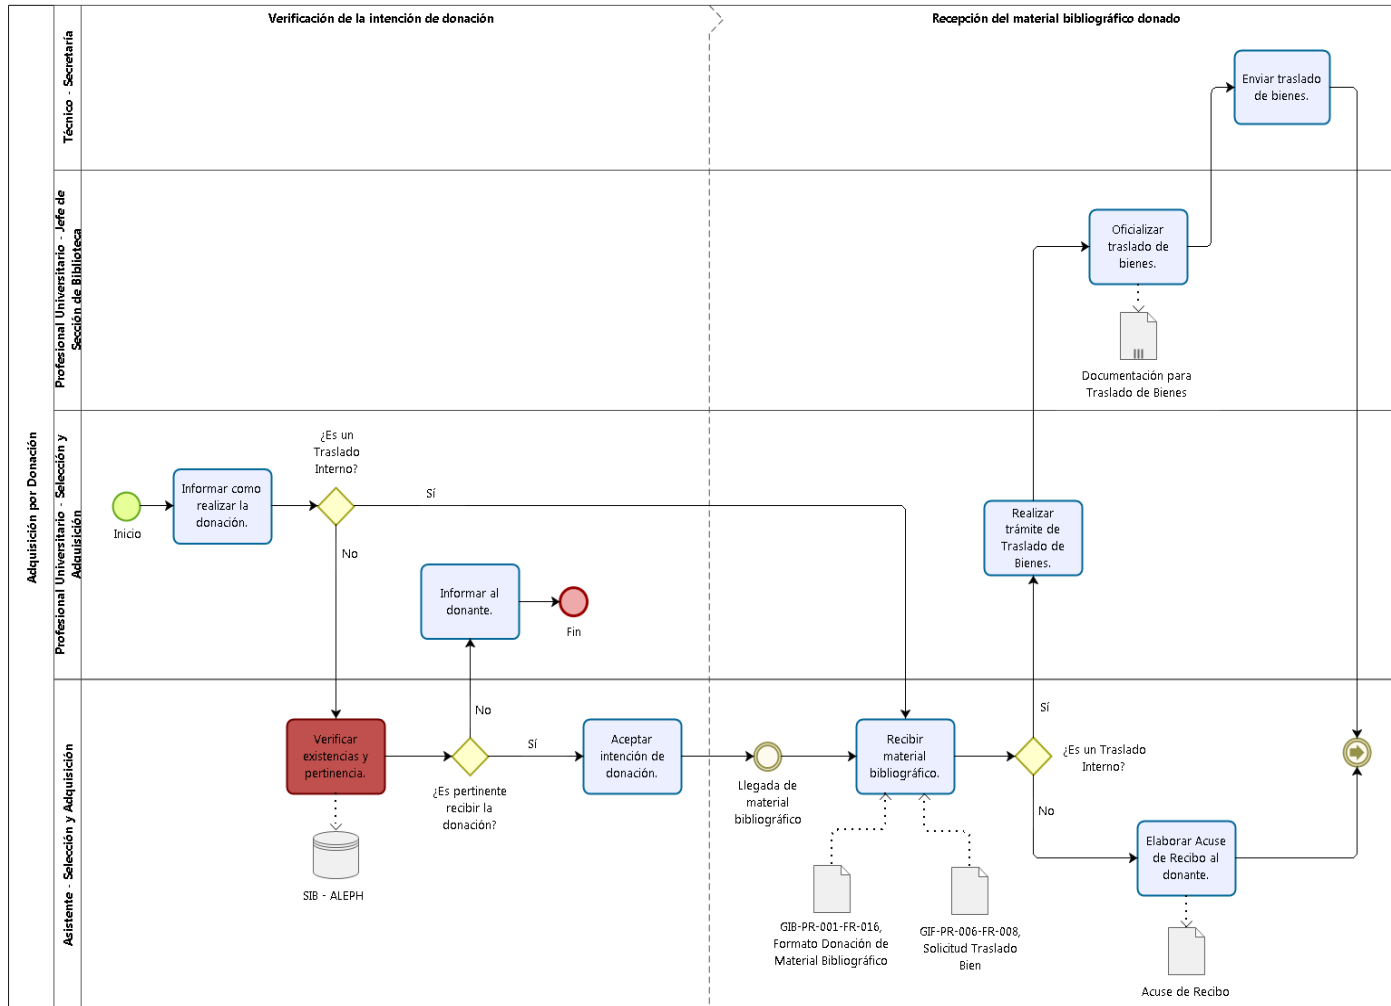 Verificación de la intención de donación
Recepción del material bibliográfico donado
Adquisición por Donación
Técnico - Secretaría
Enviar traslado
de bienes.
Profesional Universitario - Jefe de
Sección de Biblioteca
Oficializar
traslado de
bienes.
Documentación para
Traslado de Bienes
Profesional Universitario - Selección y
Adquisición
Inicio
Informar como
realizar la
donación.
¿Es un
Traslado
Interno?
Sí
No
Informar al
donante.
Fin
Realizar
trámite de
Traslado de
Bienes.
Asistente - Selección y Adquisición
Verificar
existencias y
pertinencia.
SIB - ALEPH
No
Sí
¿Es pertinente
recibir la
donación?
Aceptar
intención de
donación.
Llegada de
material
bibliográfico
Recibir
material
bibliográfico.
GIB-PR-001-FR-016,
Formato Donación de
Material Bibliográfico
GIF-PR-006-FR-008,
Solicitud Traslado
Bien
Sí
¿Es un Traslado
Interno?
No
Elaborar Acuse
de Recibo al
donante.
Acuse de Recibo